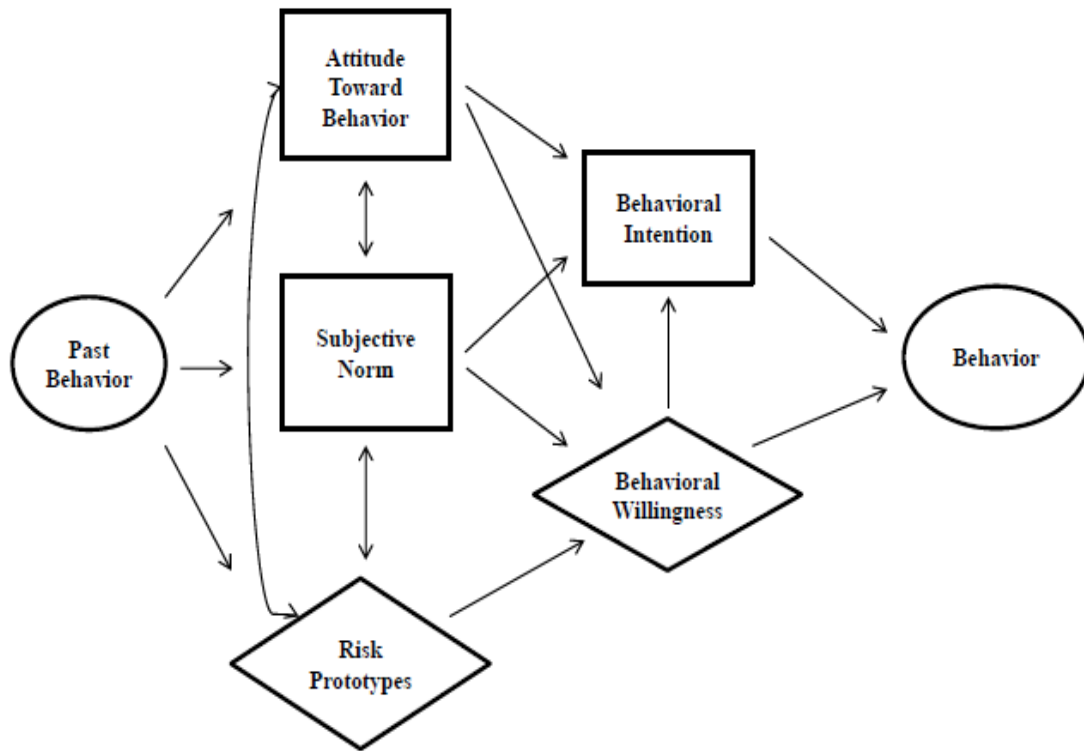 Attitude
Toward
Behavior
Behavioral
Intention
Past
Behavior
Subjective
Norm
Behavior
Behavioral
Willingness
Risk
Prototypes